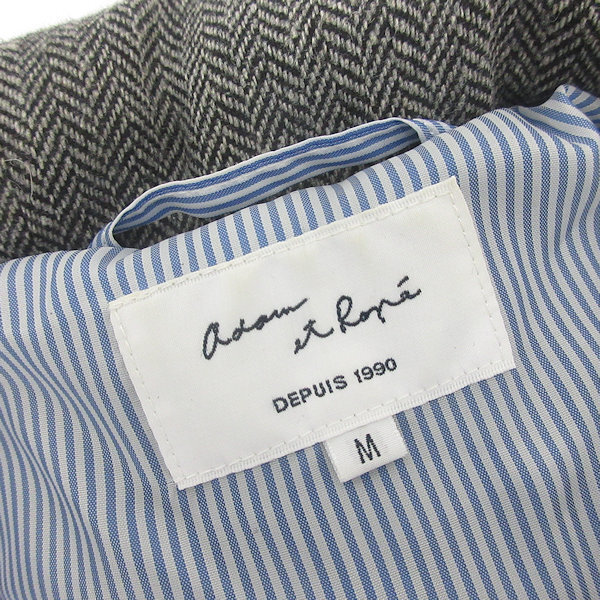 adam
et Ropé
DEPUIS 1990
M